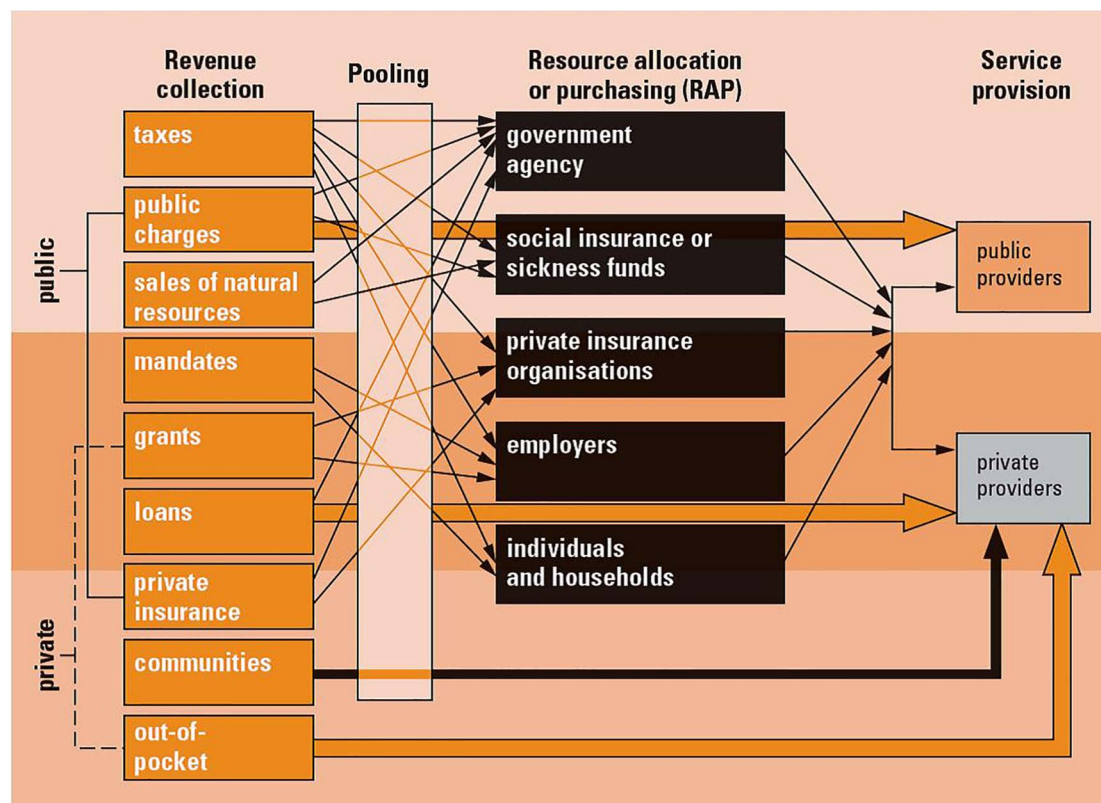 Revenue
collection
Pooling
Resource allocation
or purchasing (RAP)
Service
provision
public
private
taxes
public
charges
sales of natural
resources
mandates
grants
loans
private
insurance
communities
out-of-
pocket
government
agency
social insurance or
sickness funds
private insurance
organisations
employers
individuals
and households
public
providers
private
providers